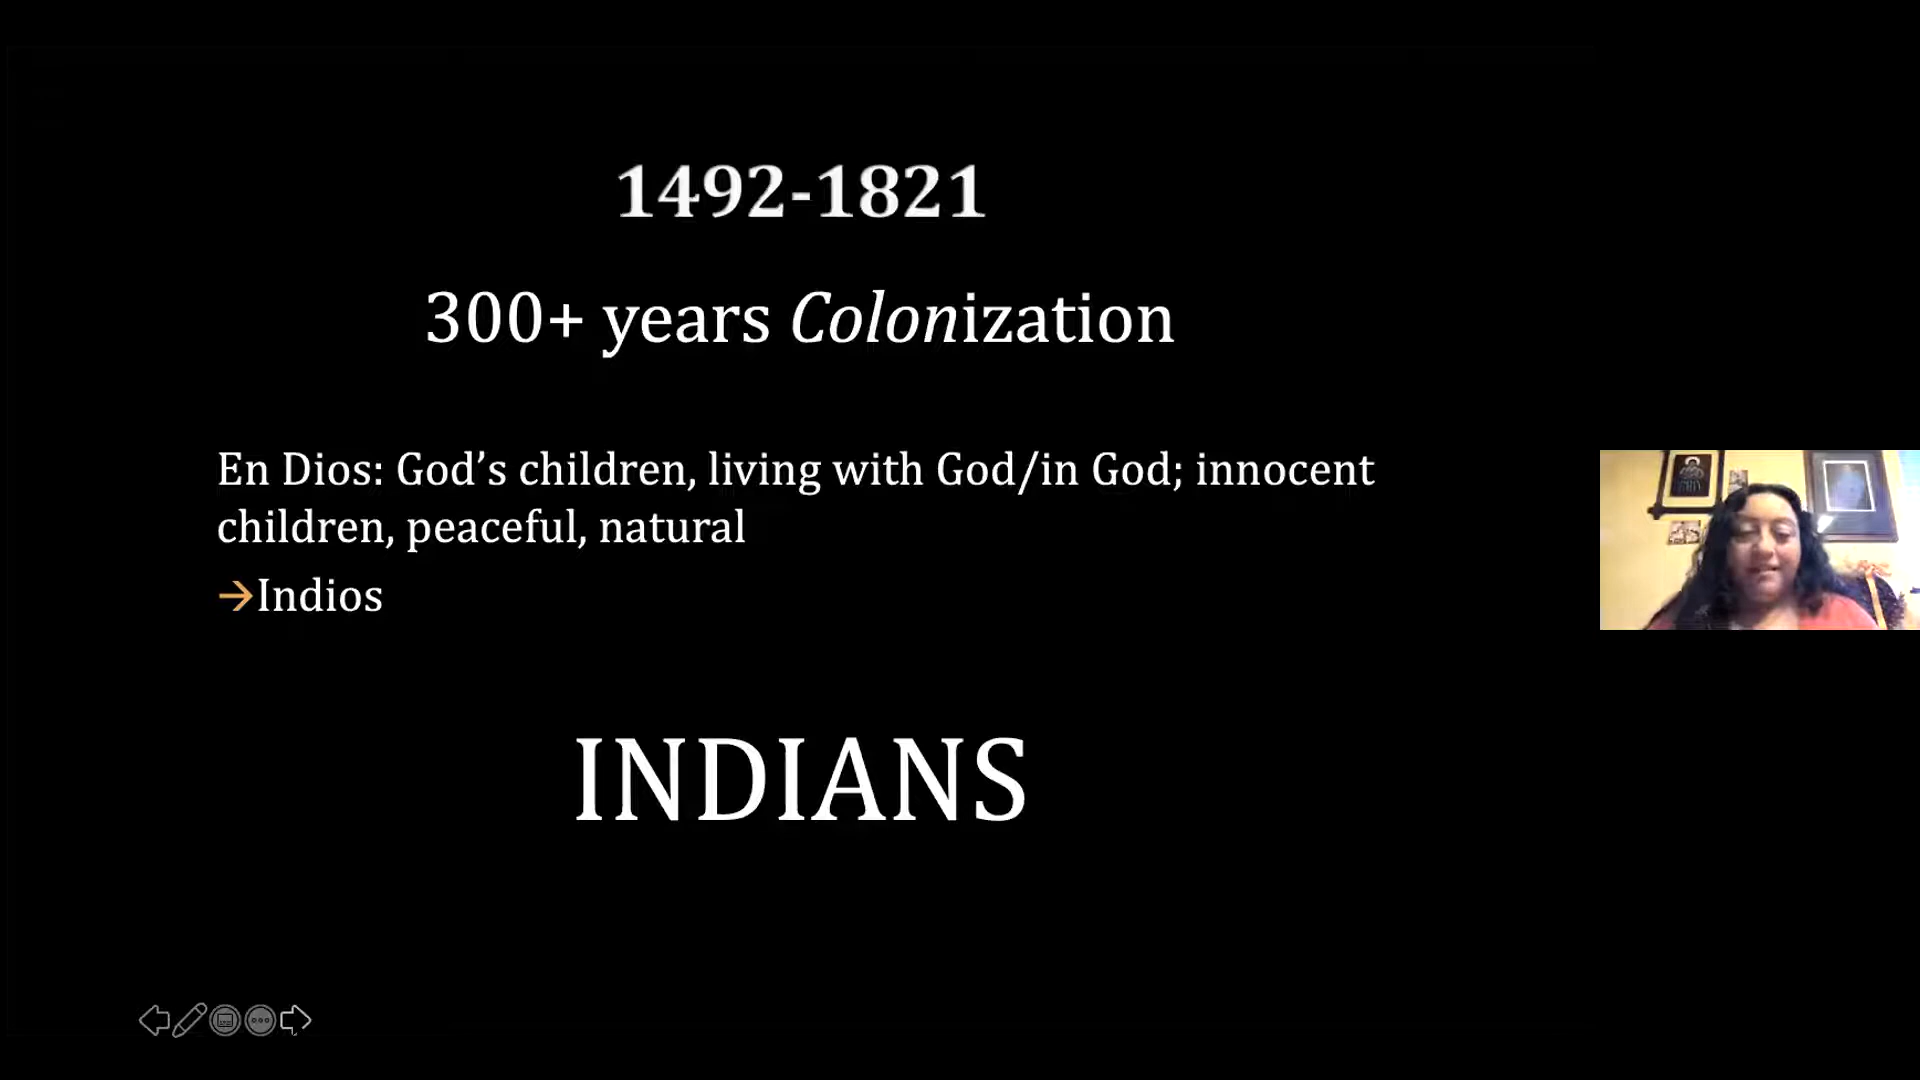 1492-1821
300+ years Colonization
En Dios: God’s children, living with God/in God; innocent
children, peaceful, natural
→Indios
INDIANS